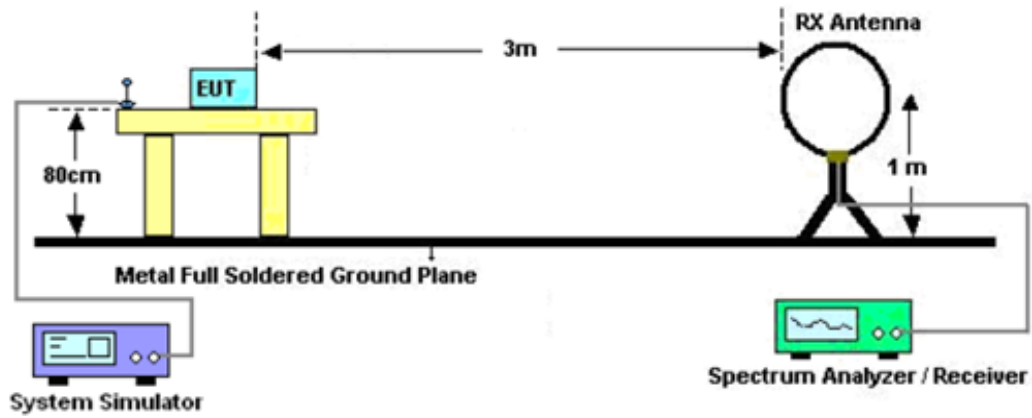 RX Antenna
3m
EUT
80cm
1 m
Metal Full Soldered Ground Plane
System Simulator
Spectrum Analyzer / Receiver